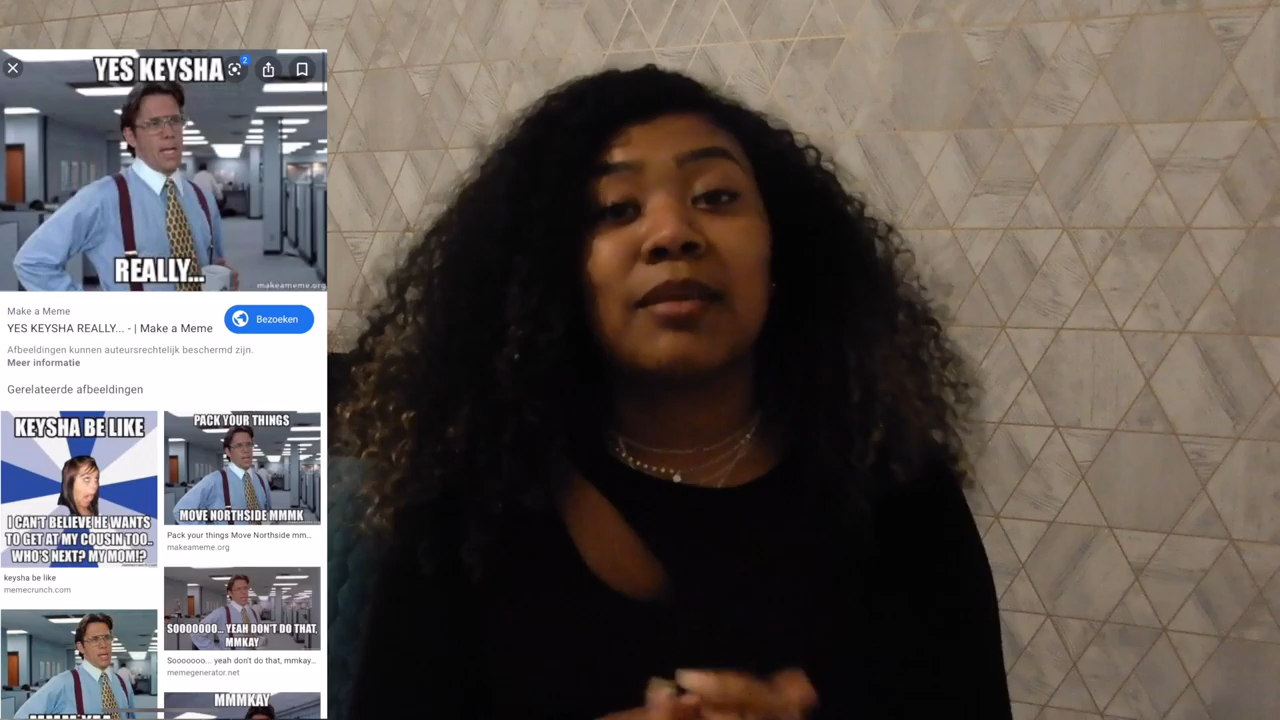 YES KEYSHA
2
REALLY...
makeameme.org
Make a Meme
YES KEYSHA REALLY... - | Make a Meme
Bezoeken
Afbeeldingen kunnen auteursrechtelijk beschermd zijn.
Meer informatie
Gerelateerde afbeeldingen
KEYSHA BE LIKE
I CAN'T BELIEVE HE WANTS
TO GET AT MY COUSIN TOO..
WHO'S NEXT? MY MOM!?
keysha be like
memecrunch.com
PACK YOUR THINGS
MOVE NORTHSIDE MMMK
Pack your things Move Northside mm...
makeameme.org
SOOOOOOO... YEAH DON'T DO THAT,
MMKAY
Sooooooo... yeah don't do that, mmkay...
memegenerator.net
MMMKAY